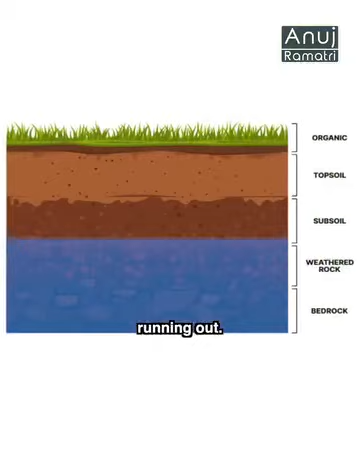 Anuj
Ramatri
ORGANIC
TOPSOIL
SUBSOIL
WEATHERED
ROCK
BEDROCK
running out.